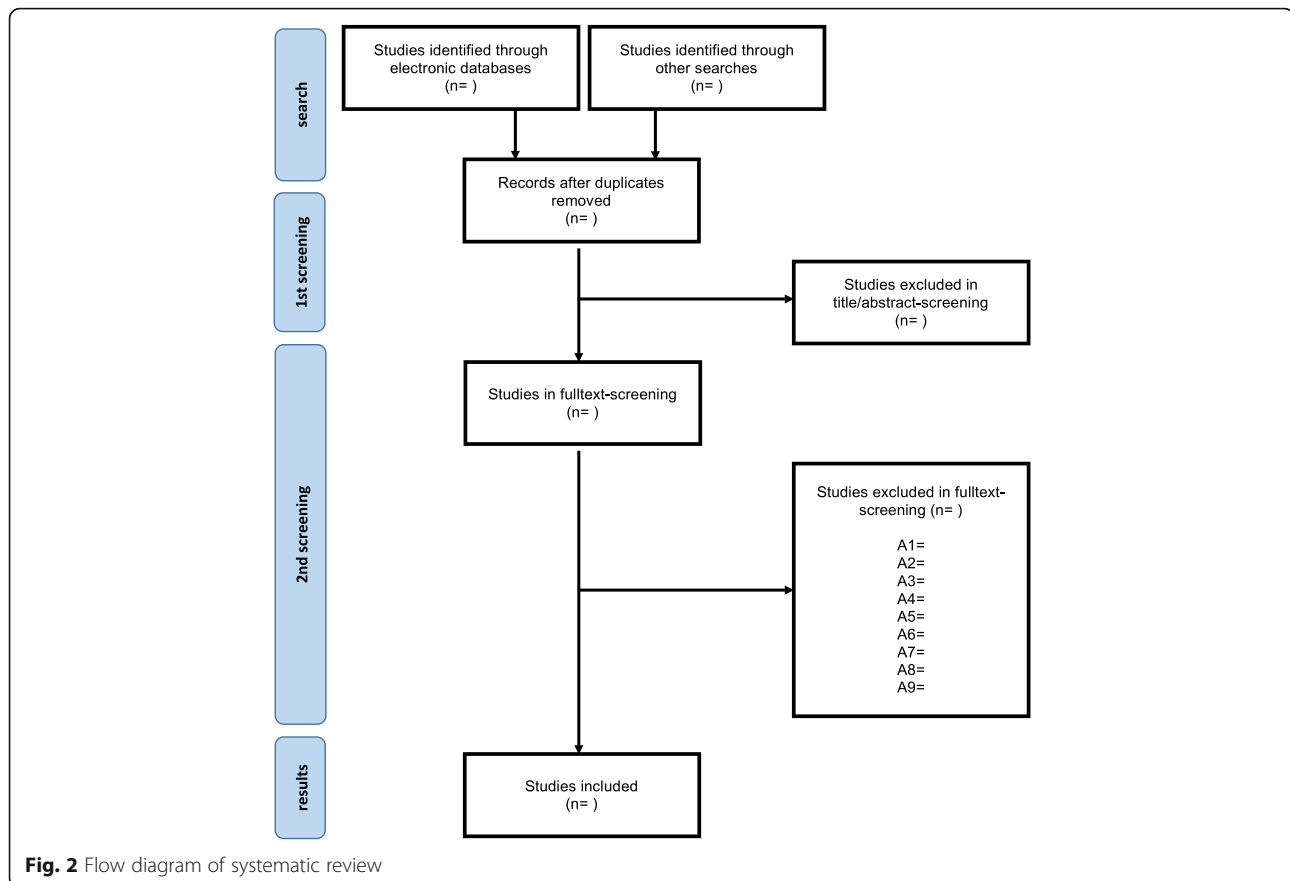 search
Studies identified through
electronic databases
(n= )
Studies identified through
other searches
(n= )
Records after duplicates
removed
(n= )
1st screening
Studies excluded in
title/abstract-screening
(n= )
2nd screening
Studies in fulltext-screening
(n= )
Studies excluded in fulltext-
screening (n= )
A1=
A2=
A3=
A4=
A5=
A6=
A7=
A8=
A9=
results
Studies included
(n= )
Fig. 2 Flow diagram of systematic review